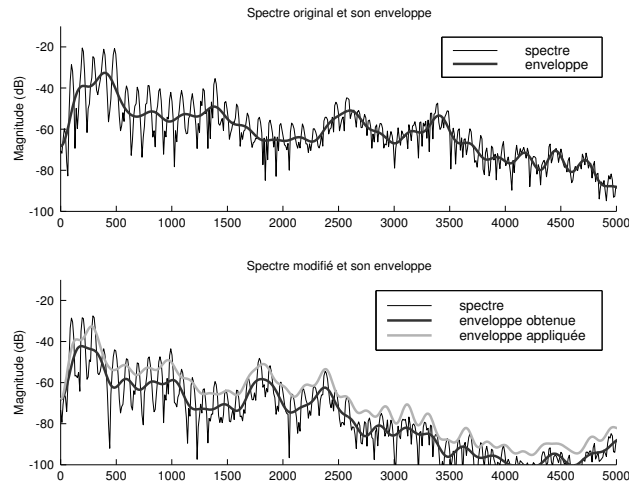 Spectre original et son enveloppe
-20
-40
-60
-80
-100
Magnitude (dB)
spectre
enveloppe
0 500 1000 1500 2000 2500 3000 3500 4000 4500 5000
Spectre modifié et son enveloppe
-20
-40
-60
-80
-100
Magnitude (dB)
spectre
enveloppe obtenue
enveloppe appliquée
0 500 1000 1500 2000 2500 3000 3500 4000 4500 5000